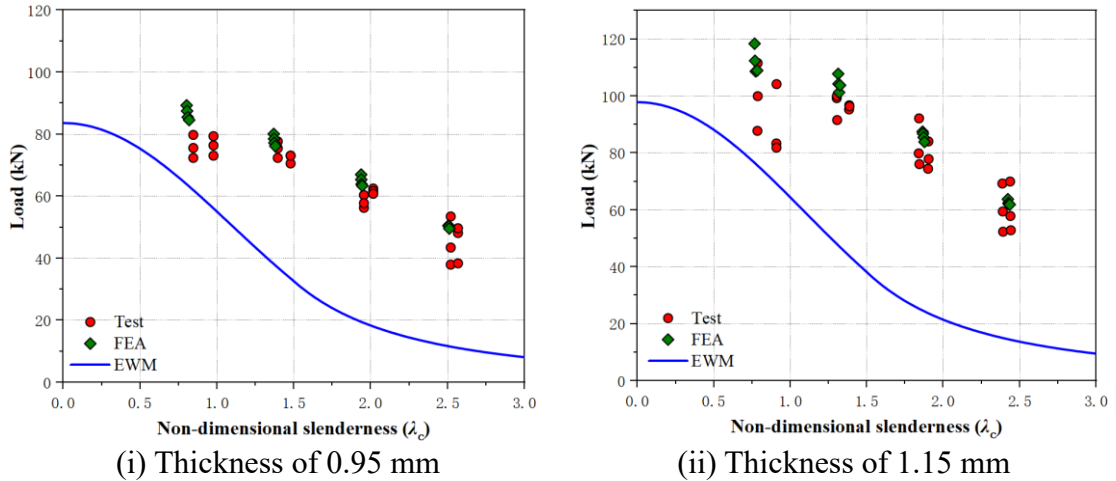 120
100
80
60
40
20
0
Load (kN)
Test
FEA
EWM
0.0 0.5 1.0 1.5 2.0 2.5 3.0
Non-dimensional slenderness (λc)
(i) Thickness of 0.95 mm
120
100
80
60
40
20
0
Load (kN)
Test
FEA
EWM
0.0 0.5 1.0 1.5 2.0 2.5 3.0
Non-dimensional slenderness (λc)
(ii) Thickness of 1.15 mm